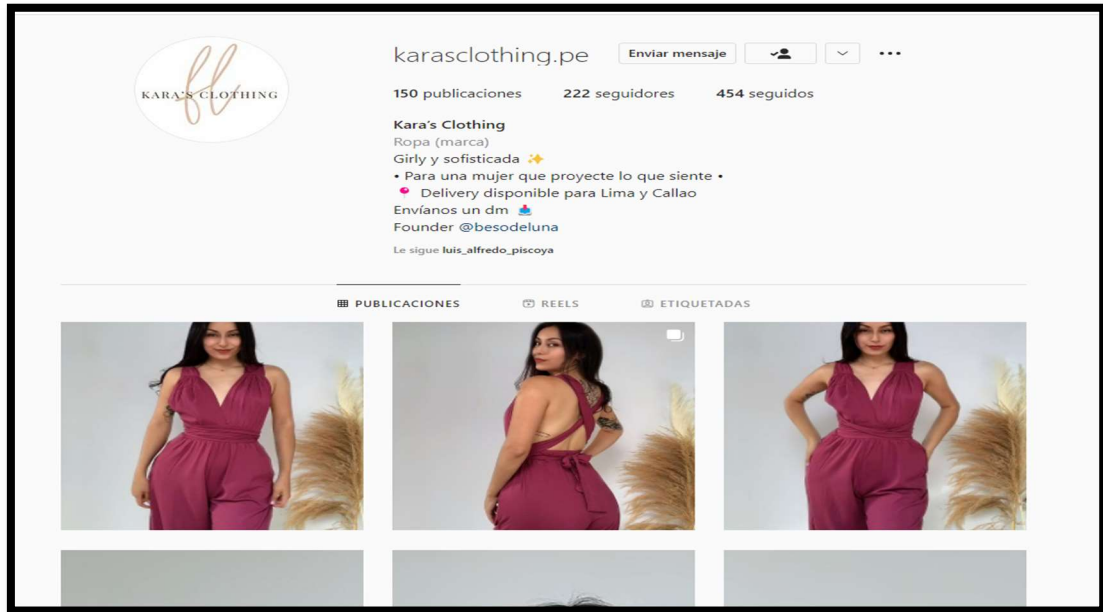 fl
KARA'S CLOTHING
karasclothing.pe Enviar mensaje
150 publicaciones 222 seguidores 454 seguidos
Kara's Clothing
Ropa (marca)
Girly y sofisticada ✨
• Para una mujer que proyecte lo que siente •
📍 Delivery disponible para Lima y Callao
Envíanos un dm 📥
Founder @besodeluna
Le sigue luis_alfredo_piscoya
PUBLICACIONES REELS ETIQUETADAS